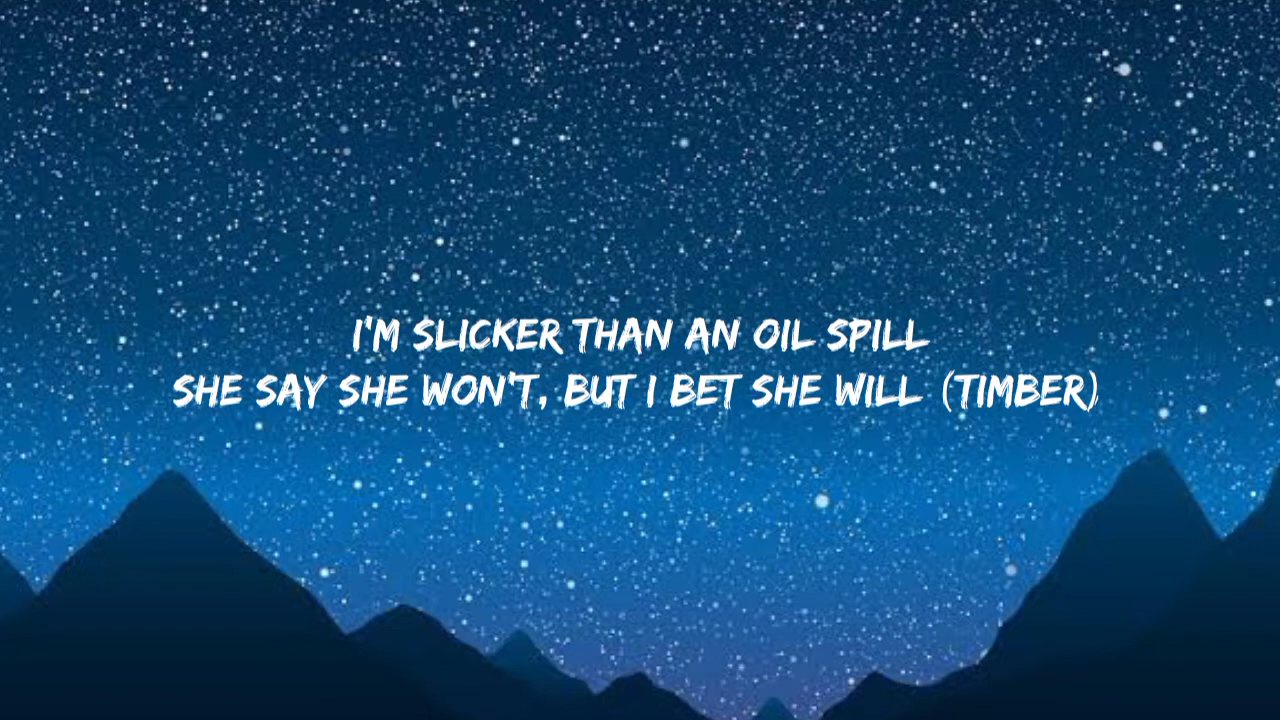 I'M SLICKER THAN AN OIL SPILL
SHE SAY SHE WON'T, BUT I BET SHE WILL (TIMBER)